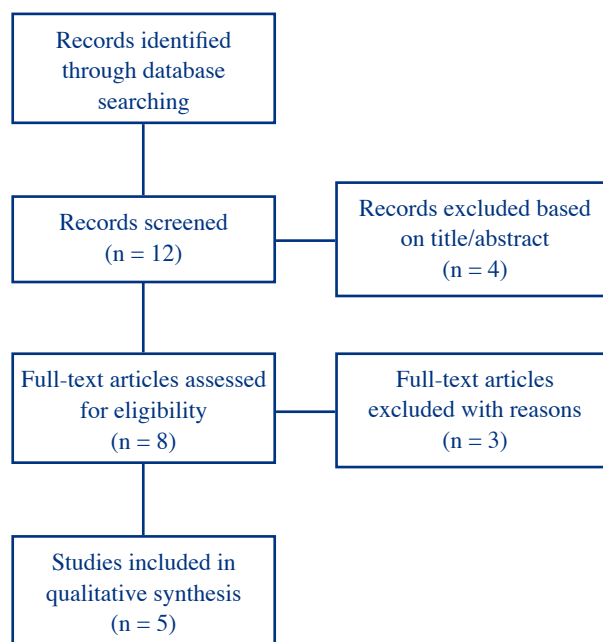 Records identified
through database
searching
Records screened
(n = 12)
Records excluded based
on title/abstract
(n = 4)
Full-text articles assessed
for eligibility
(n = 8)
Full-text articles
excluded with reasons
(n = 3)
Studies included in
qualitative synthesis
(n = 5)